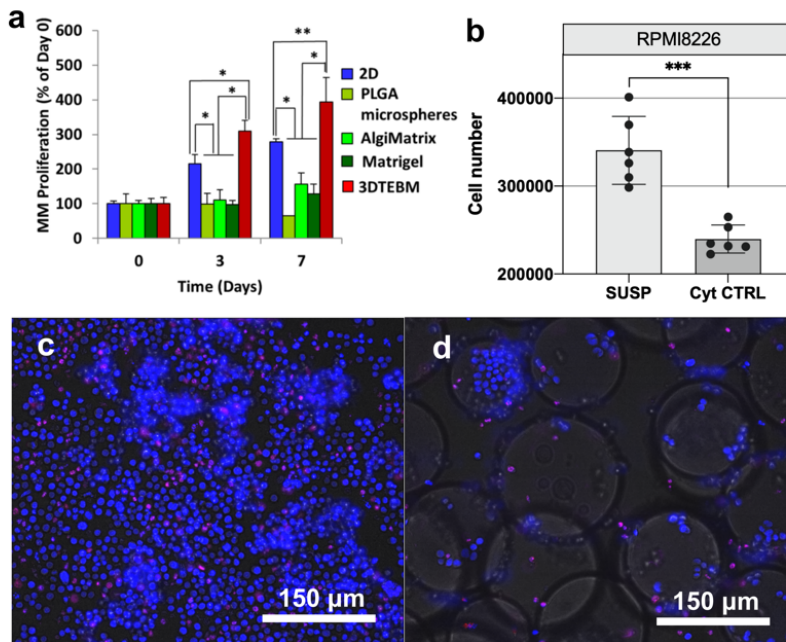 a
MM Proliferation (% of Day 0)
600
500
400
300
200
100
0
*
*
*
**
*
*
0
3
7
Time (Days)
2D
PLGA
microspheres
AlgiMatrix
Matrigel
3DTEBM
b
RPMI8226
***
Cell number
400000
300000
200000
SUSP
Cyt CTRL
c
150 µm
d
150 µm